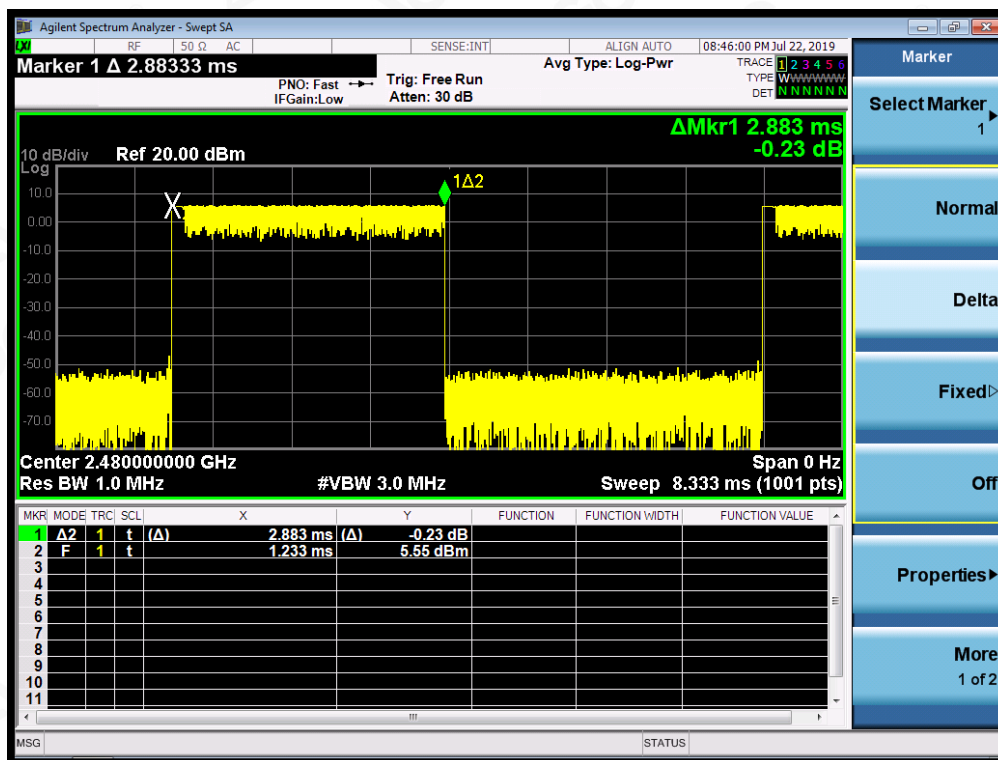 Agilent Spectrum Analyzer - Swept SA
LXI RF 50 Ω AC SENSE:INT ALIGN AUTO 08:46:00 PM Jul 22, 2019
Marker 1 Δ 2.88333 ms
PNO: Fast
IFGain:Low
Trig: Free Run
Atten: 30 dB
Avg Type: Log-Pwr
TRACE 1 2 3 4 5 6
TYPE WWWWWWW
DET N N N N N N
ΔMkr1 2.883 ms
-0.23 dB
10 dB/div Ref 20.00 dBm
Log
10.0
0.00
-10.0
-20.0
-30.0
-40.0
-50.0
-60.0
-70.0
X
1Δ2
Center 2.480000000 GHz Span 0 Hz
Res BW 1.0 MHz #VBW 3.0 MHz Sweep 8.333 ms (1001 pts)
MKR MODE TRC SCL X Y FUNCTION FUNCTION WIDTH FUNCTION VALUE
1 Δ2 1 t (Δ) 2.883 ms (Δ) -0.23 dB
2 F 1 t 1.233 ms 5.55 dBm
3
4
5
6
7
8
9
10
11
MSG STATUS
Marker
Select Marker
1
Normal
Delta
Fixed
Off
Properties
More
1 of 2